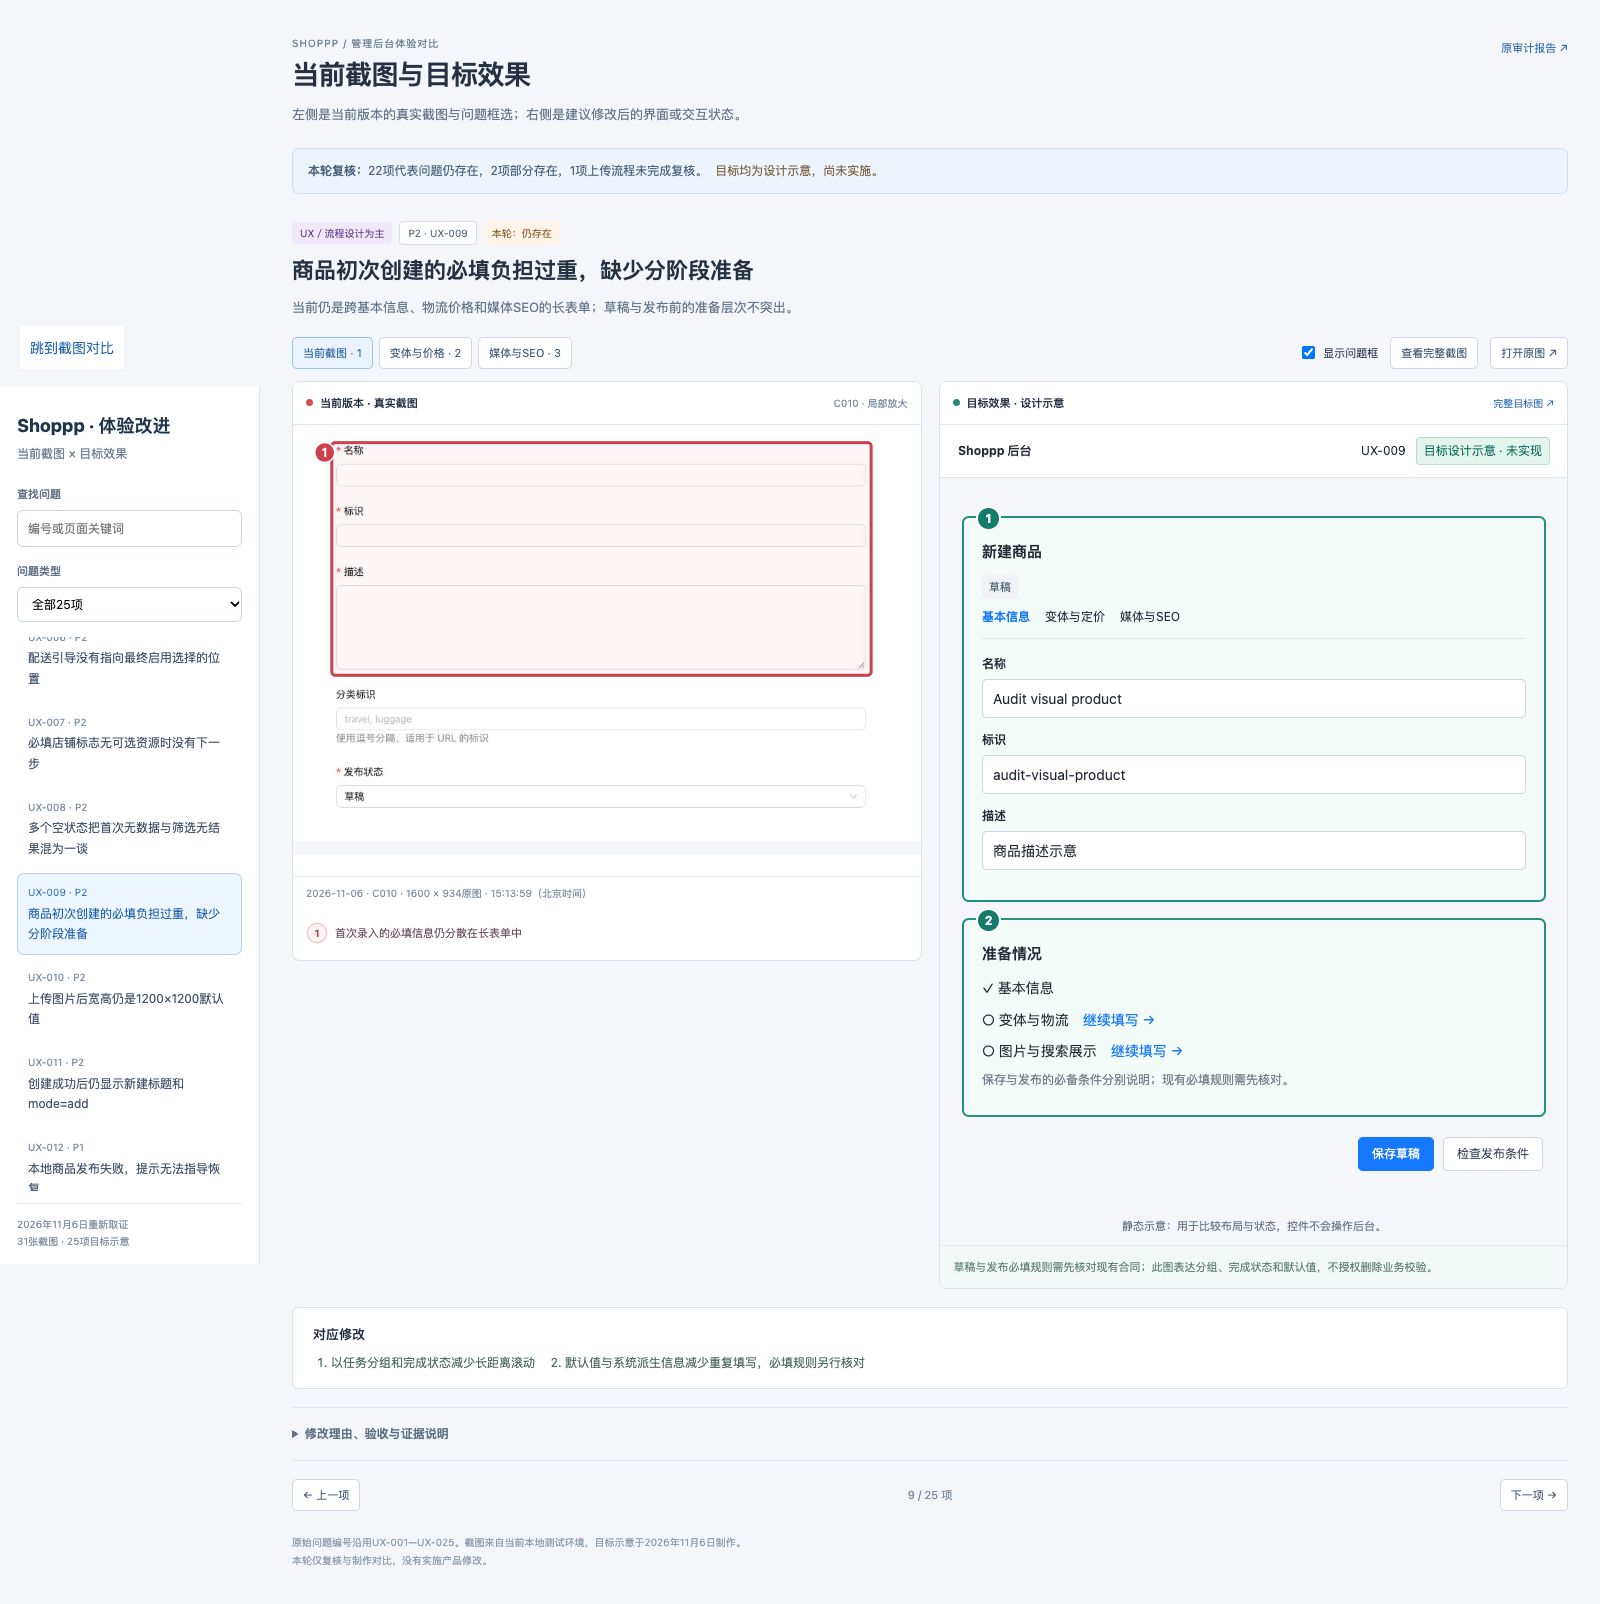 SHOPPP / 管理后台体验对比
当前截图与目标效果
原审计报告 ↗
左侧是当前版本的真实截图与问题框选；右侧是建议修改后的界面或交互状态。
本轮复核：22项代表问题仍存在，2项部分存在，1项上传流程未完成复核。 目标均为设计示意，尚未实施。
UX / 流程设计为主
P2 · UX-009
本轮：仍存在
商品初次创建的必填负担过重，缺少分阶段准备
当前仍是跨基本信息、物流价格和媒体SEO的长表单；草稿与发布前的准备层次不突出。
跳到截图对比
当前截图 · 1
变体与价格 · 2
媒体与SEO · 3
显示问题框
查看完整截图
打开原图 ↗
Shoppp · 体验改进
当前截图 × 目标效果
查找问题
编号或页面关键词
问题类型
全部25项
UX-006 · P2
配送引导没有指向最终启用选择的位
置
UX-007 · P2
必填店铺标志无可选资源时没有下一
步
UX-008 · P2
多个空状态把首次无数据与筛选无结
果混为一谈
UX-009 · P2
商品初次创建的必填负担过重，缺少
分阶段准备
UX-010 · P2
上传图片后宽高仍是1200×1200默认
值
UX-011 · P2
创建成功后仍显示新建标题和
mode=add
UX-012 · P1
本地商品发布失败，提示无法指导恢
复
2026年11月6日重新取证
31张截图 · 25项目标示意
当前版本 · 真实截图
C010 · 局部放大
1
* 名称
* 标识
* 描述
分类标识
travel, luggage
使用逗号分隔、适用于 URL 的标识
* 发布状态
草稿
2026-11-06 · C010 · 1600 × 934原图 · 15:13:59（北京时间）
1 首次录入的必填信息仍分散在长表单中
目标效果 · 设计示意
完整目标图 ↗
Shoppp 后台
UX-009
目标设计示意 · 未实现
1
新建商品
草稿
基本信息 变体与定价 媒体与SEO
名称
Audit visual product
标识
audit-visual-product
描述
商品描述示意
2
准备情况
✓ 基本信息
○ 变体与物流 继续填写 →
○ 图片与搜索展示 继续填写 →
保存与发布的必备条件分别说明；现有必填规则需先核对。
保存草稿
检查发布条件
静态示意：用于比较布局与状态，控件不会操作后台。
草稿与发布必填规则需先核对现有合同；此图表达分组、完成状态和默认值，不授权删除业务校验。
对应修改
1. 以任务分组和完成状态减少长距离滚动 2. 默认值与系统派生信息减少重复填写，必填规则另行核对
▶ 修改理由、验收与证据说明
← 上一项
9 / 25 项
下一项 →
原始问题编号沿用UX-001—UX-025。截图来自当前本地测试环境，目标示意于2026年11月6日制作。
本轮仅复核与制作对比，没有实施产品修改。